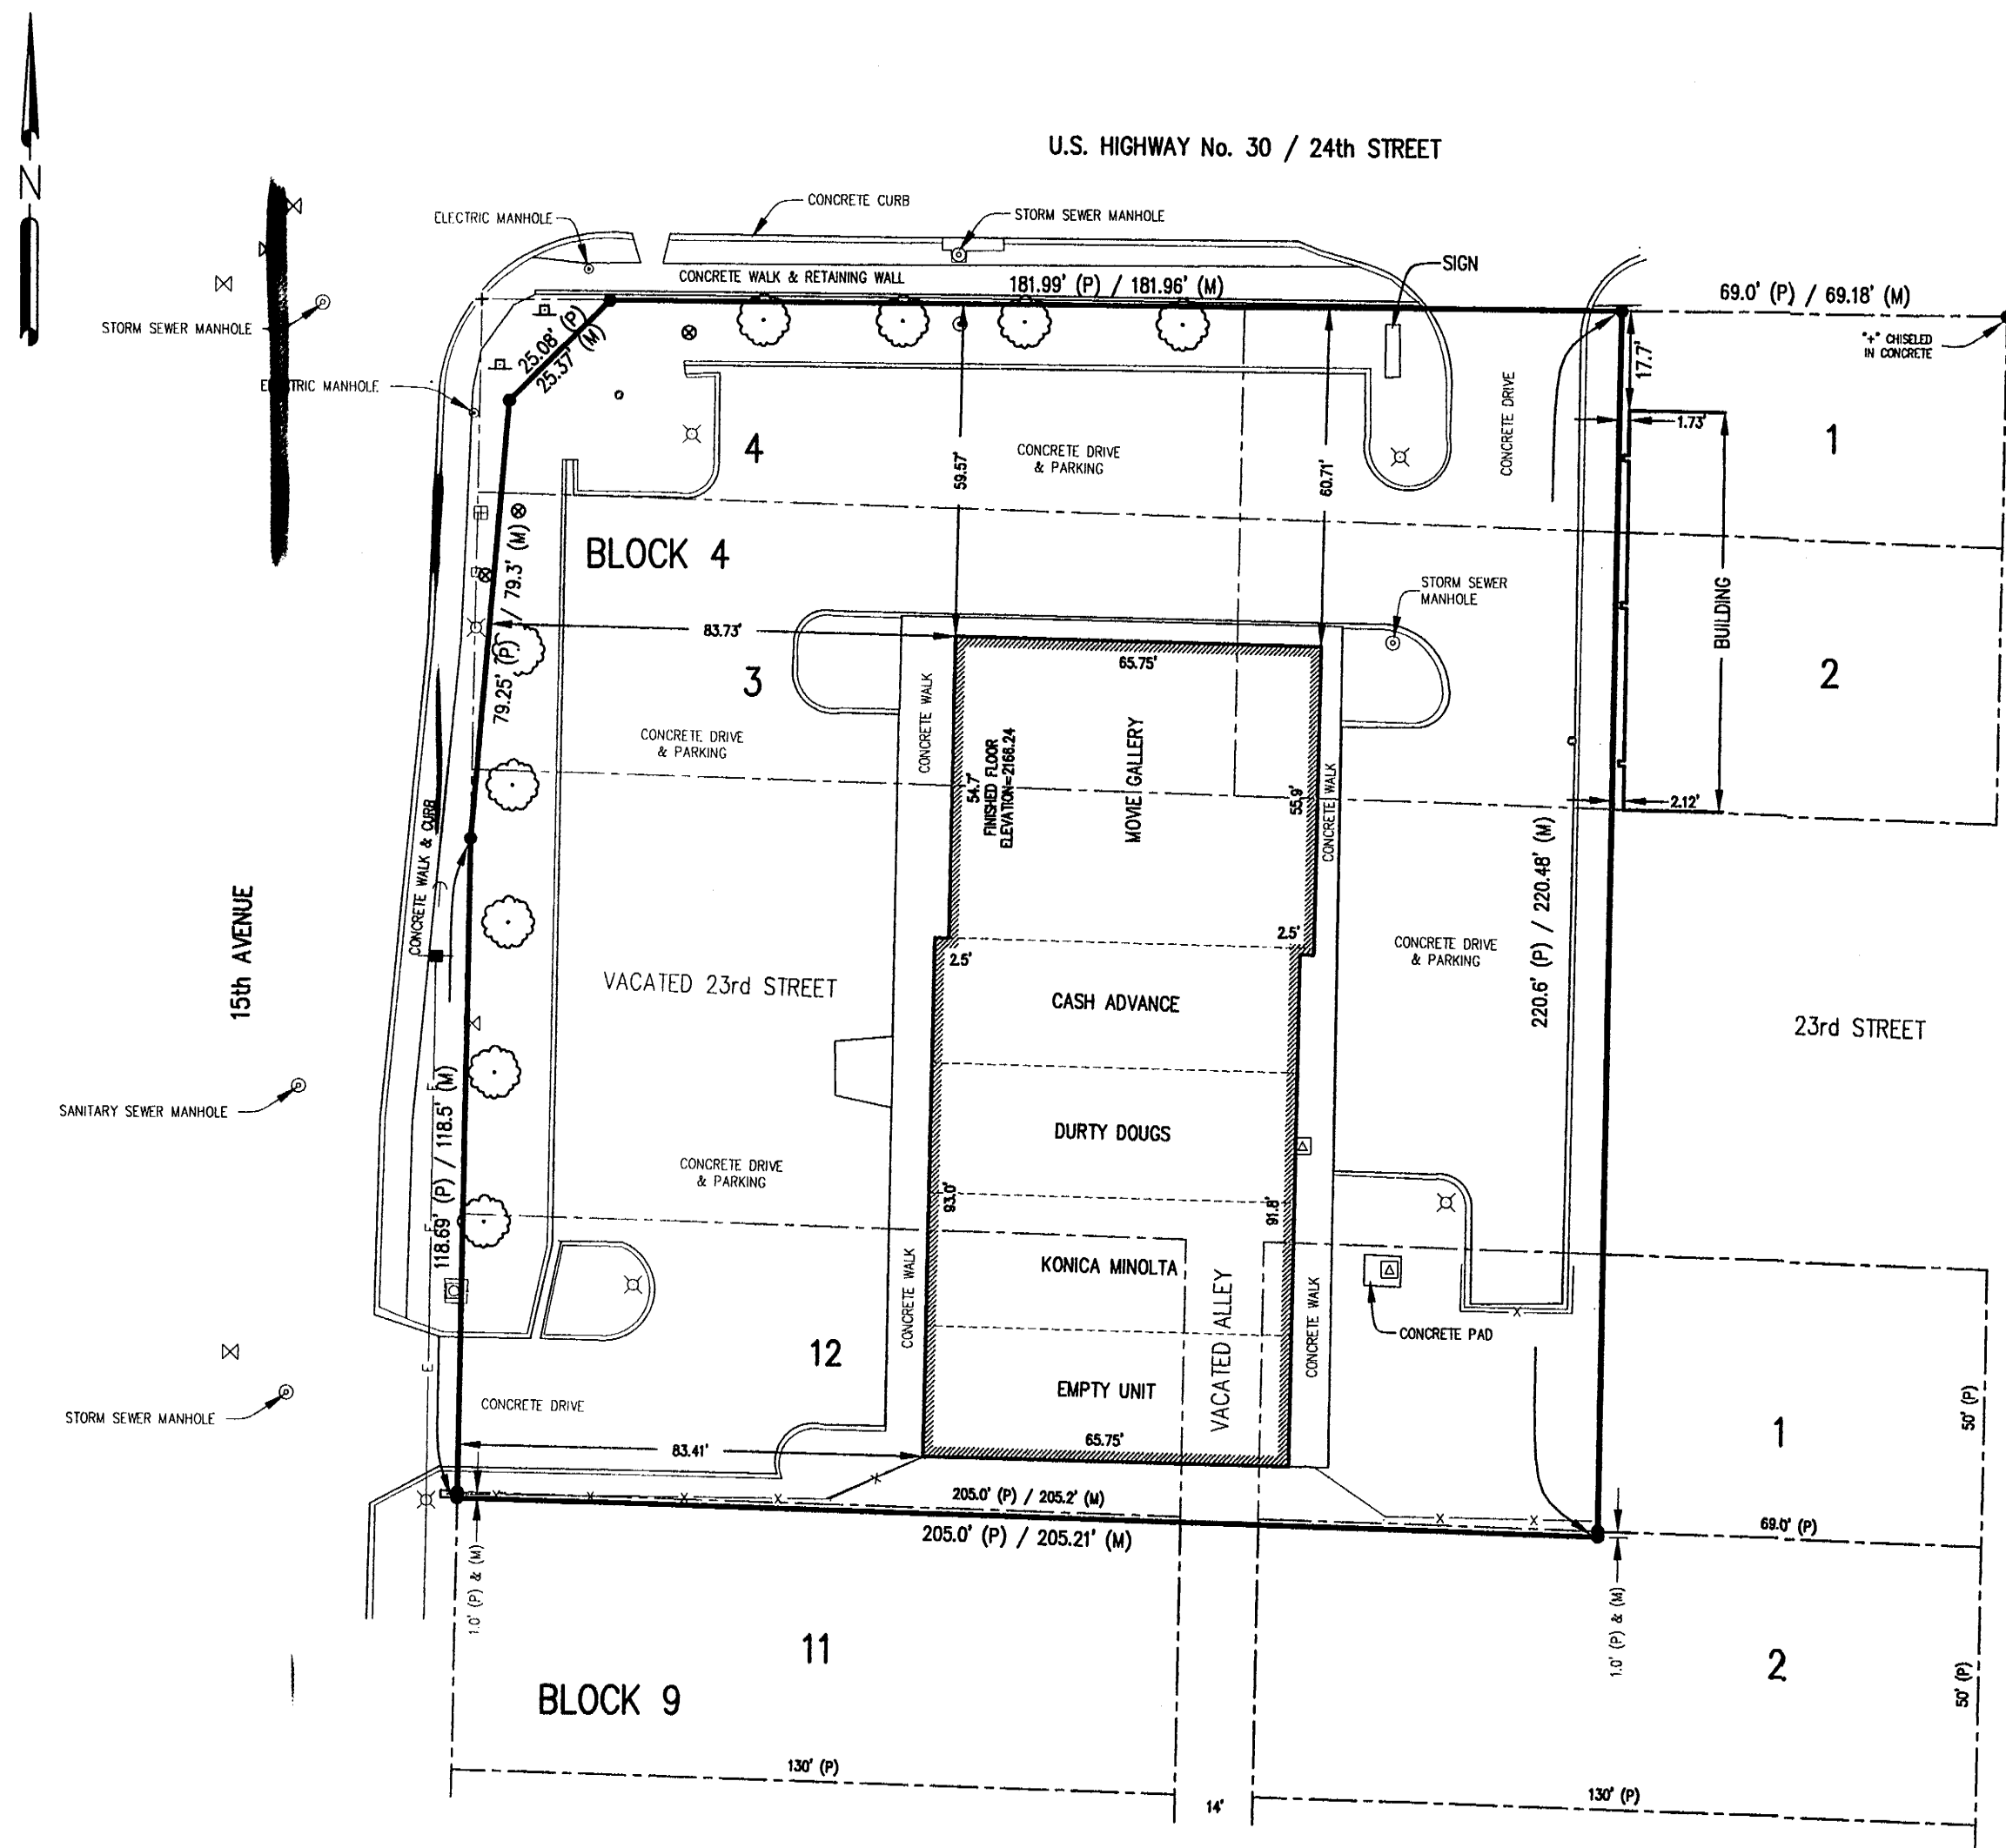 N
U.S. HIGHWAY No. 30 / 24th STREET
CONCRETE CURB
ELECTRIC MANHOLE
STORM SEWER MANHOLE
CONCRETE WALK & RETAINING WALL
181.99' (P) / 181.96' (M)
SIGN
69.0' (P) / 69.18' (M)
STORM SEWER MANHOLE
"+" CHISELED
IN CONCRETE
25.08' (P)
25.37' (M)
17.7'
1.73'
CONCRETE DRIVE
1
4
CONCRETE DRIVE
& PARKING
59.57'
60.71'
BLOCK 4
79.25' (P) / 79.3' (M)
STORM SEWER
MANHOLE
BUILDING
83.73'
65.75'
3
2
CONCRETE DRIVE
& PARKING
CONCRETE WALK
54.7'
FINISHED FLOOR
ELEVATION=2166.24
MOVIE GALLERY
55.9'
CONCRETE WALK
2.12'
220.6' (P) / 220.48' (M)
CONCRETE WALK & CURB
15th AVENUE
2.5'
2.5'
CONCRETE DRIVE
& PARKING
VACATED 23rd STREET
CASH ADVANCE
23rd STREET
SANITARY SEWER MANHOLE
118.69' (P) / 118.5' (M)
E
DURTY DOUGS
CONCRETE DRIVE
& PARKING
93.0'
91.8'
E
KONICA MINOLTA
CONCRETE WALK
VACATED ALLEY
CONCRETE WALK
X
CONCRETE PAD
12
E
EMPTY UNIT
50' (P)
1
STORM SEWER MANHOLE
CONCRETE DRIVE
83.41'
65.75'
X
X
X
X
X
X
X
205.0' (P) / 205.2' (M)
205.0' (P) / 205.21' (M)
69.0' (P)
1.0' (P) & (M)
1.0' (P) & (M)
11
2
BLOCK 9
50' (P)
130' (P)
14'
130' (P)